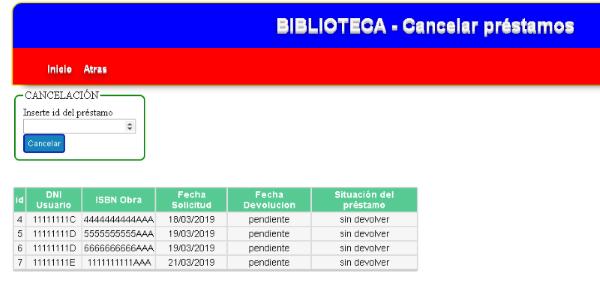 BIBLIOTECA - Cancelar préstamos
Inicio Atras
CANCELACIÓN
Inserte id del préstamo
Cancelar
id DNI Usuario ISBN Obra Fecha Solicitud Fecha Devolucion Situación del préstamo
4 11111111C 4444444444AAA 18/03/2019 pendiente sin devolver
5 11111111D 5555555555AAA 19/03/2019 pendiente sin devolver
6 11111111D 6666666666AAA 19/03/2019 pendiente sin devolver
7 11111111E 1111111111AAA 21/03/2019 pendiente sin devolver